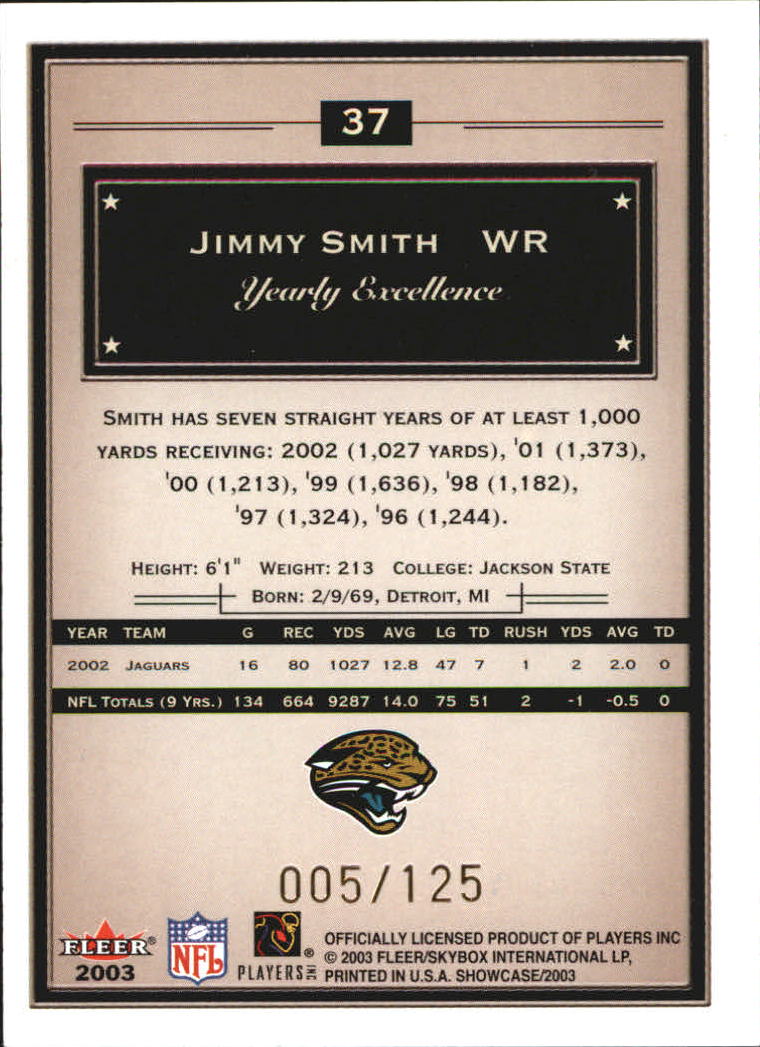 37
JIMMY SMITH WR
Yearly Excellence
SMITH HAS SEVEN STRAIGHT YEARS OF AT LEAST 1,000
YARDS RECEIVING: 2002 (1,027 YARDS), '01 (1,373),
'00 (1,213), '99 (1,636), '98 (1,182),
'97 (1,324), '96 (1,244).
HEIGHT: 6'1" WEIGHT: 213 COLLEGE: JACKSON STATE
BORN: 2/9/69, DETROIT, MI
YEAR TEAM G REC YDS AVG LG TD RUSH YDS AVG TD
2002 JAGUARS 16 80 1027 12.8 47 7 1 2 2.0 0
NFL TOTALS (9 YRS.) 134 664 9287 14.0 75 51 2 -1 -0.5 0
005/125
FLEER®
2003
NFL
PLAYERS INC ®
OFFICIALLY LICENSED PRODUCT OF PLAYERS INC
© 2003 FLEER/SKYBOX INTERNATIONAL LP,
PRINTED IN U.S.A. SHOWCASE/2003